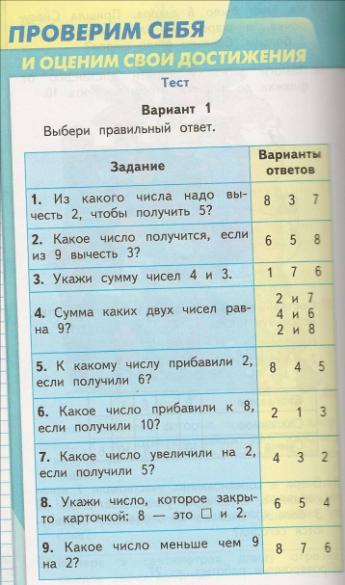 ПРОВЕРИМ СЕБЯ
И ОЦЕНИМ СВОИ ДОСТИЖЕНИЯ
Тест
Вариант 1
Выбери правильный ответ.
Задание
Варианты
ответов
1. Из какого числа надо вы-
честь 2, чтобы получить 5?
8 3 7
2. Какое число получится, если
из 9 вычесть 3?
6 5 8
3. Укажи сумму чисел 4 и 3.
1 7 6
4. Сумма каких двух чисел рав-
на 9?
2 и 7
4 и 6
2 и 8
5. К какому числу прибавили 2,
если получили 6?
8 4 5
6. Какое число прибавили к 8,
если получили 10?
2 1 3
7. Какое число увеличили на 2,
если получили 5?
4 3 2
8. Укажи число, которое закры-
то карточкой: 8 — это □ и 2.
6 5 4
9. Какое число меньше чем 9
на 2?
8 7 6